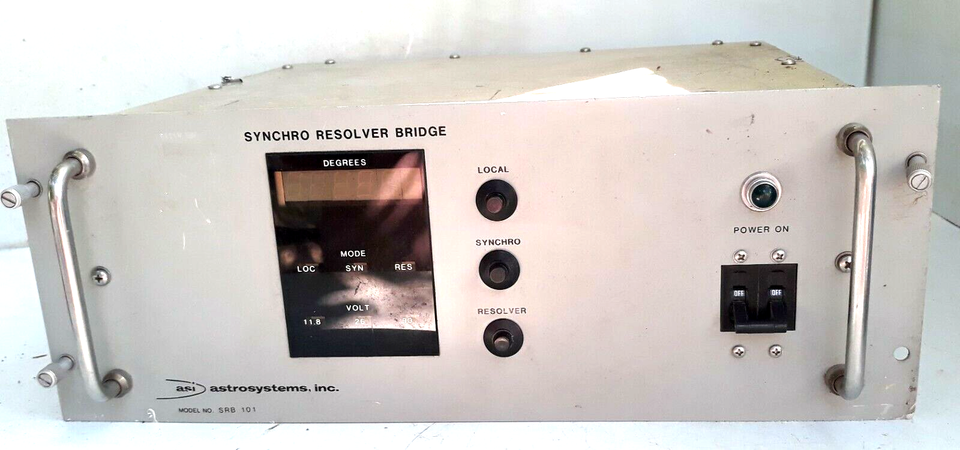 SYNCHRO RESOLVER BRIDGE
DEGREES
MODE
LOC SYN RES
VOLT
11.8
LOCAL
SYNCHRO
RESOLVER
POWER ON
OFF OFF
asi astrosystems, inc.
MODEL NO. SRB 101